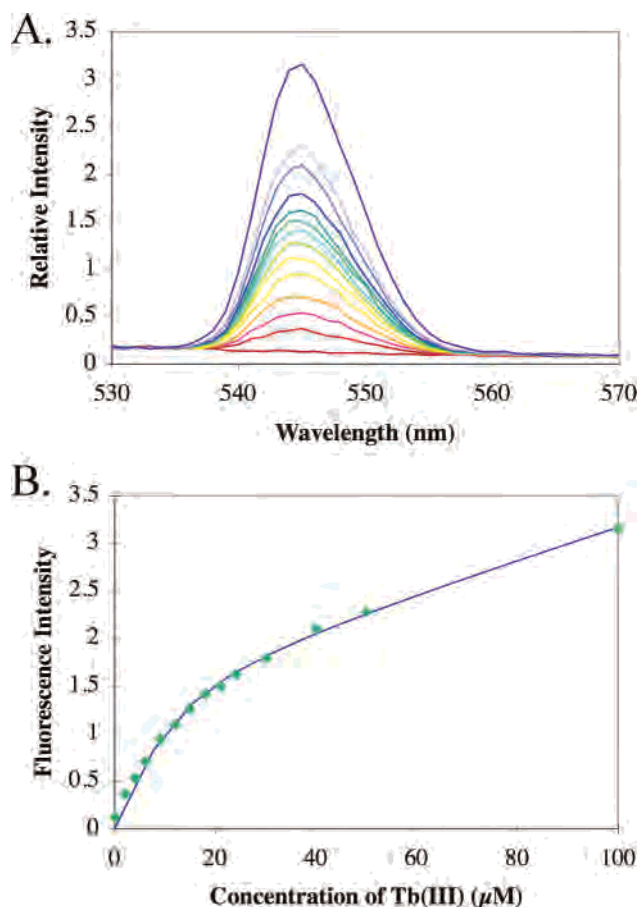 A.
3.5
3
2.5
2
1.5
1
0.5
0
Relative Intensity
530 540 550 560 570
Wavelength (nm)
B.
3.5
3
2.5
2
1.5
1
0.5
0
Fluorescence Intensity
0 20 40 60 80 100
Concentration of Tb(III) (µM)